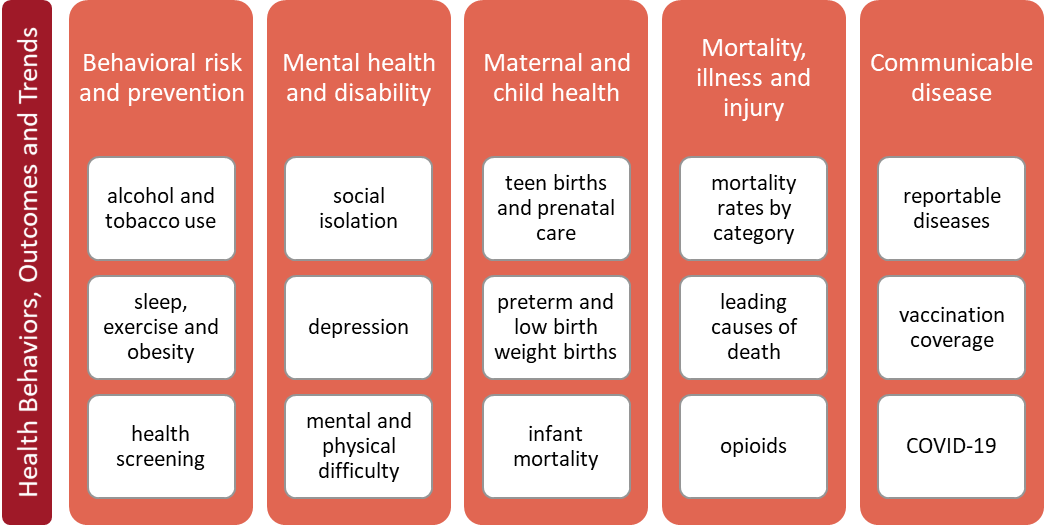 Health Behaviors, Outcomes and Trends
Behavioral risk
and prevention
alcohol and
tobacco use
sleep,
exercise and
obesity
health
screening
Mental health
and disability
social
isolation
depression
mental and
physical
difficulty
Maternal and
child health
teen births
and prenatal
care
preterm and
low birth
weight births
infant
mortality
Mortality,
illness and
injury
mortality
rates by
category
leading
causes of
death
opioids
Communicable
disease
reportable
diseases
vaccination
coverage
COVID-19